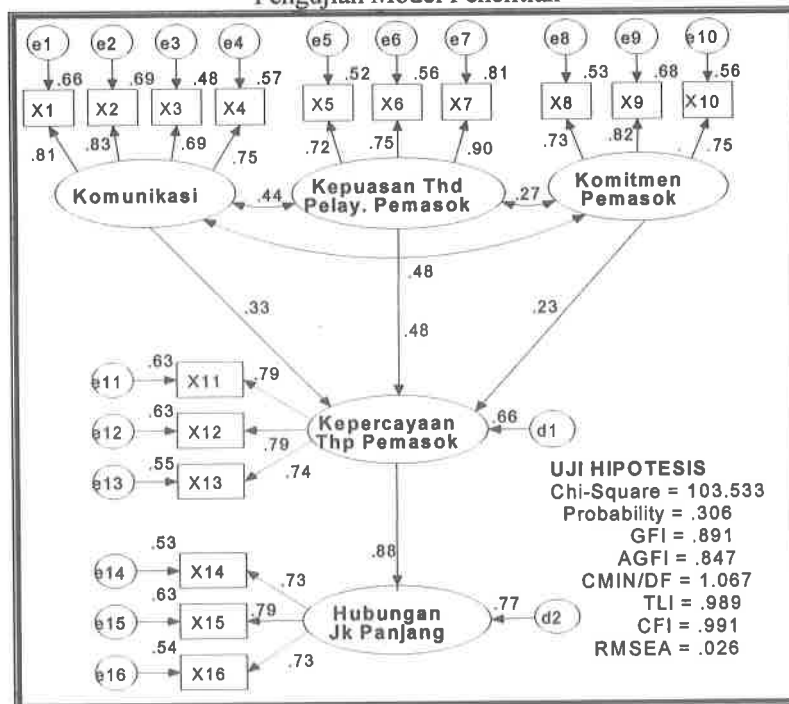 Pengujian Model Penelitian
e1 e2 e3 e4 e5 e6 e7 e8 e9 e10
.66 .69 .48 .57 .52 .56 .81 .53 .68 .56
X1 X2 X3 X4 X5 X6 X7 X8 X9 X10
.81 .83 .69 .75 .72 .75 .90 .73 .82 .75
Komunikasi
Kepuasan Thd
Pelay. Pemasok
Komitmen
Pemasok
.44 .27
.48
.33 .48 .23
.63
e11 X11 .79
.63
e12 X12 .79
.55
e13 X13 .74
Kepercayaan
Thp Pemasok
.66 d1
.88
.53
e14 X14 .73
.63
e15 X15 .79
.54
e16 X16 .73
Hubungan
Jk Panjang
.77 d2
UJI HIPOTESIS
Chi-Square = 103.533
Probability = .306
GFI = .891
AGFI = .847
CMIN/DF = 1.067
TLI = .989
CFI = .991
RMSEA = .026